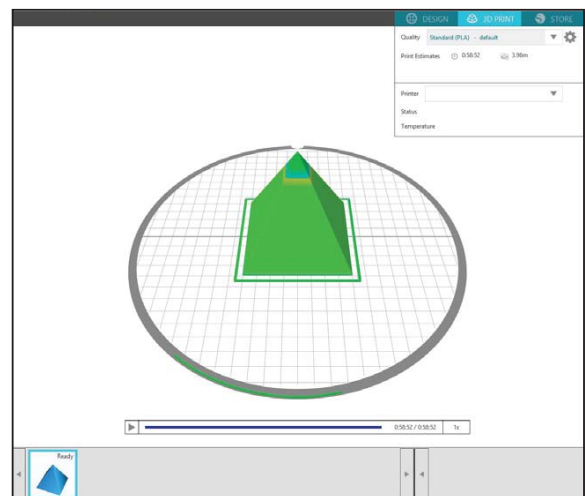 DESIGN 3D PRINT STORE
Quality Standard (PLA) - default
Print Estimates 0:58:52 3.96m
Printer
Status
Temperature
0:58:52 / 0:58:52 1x
Ready